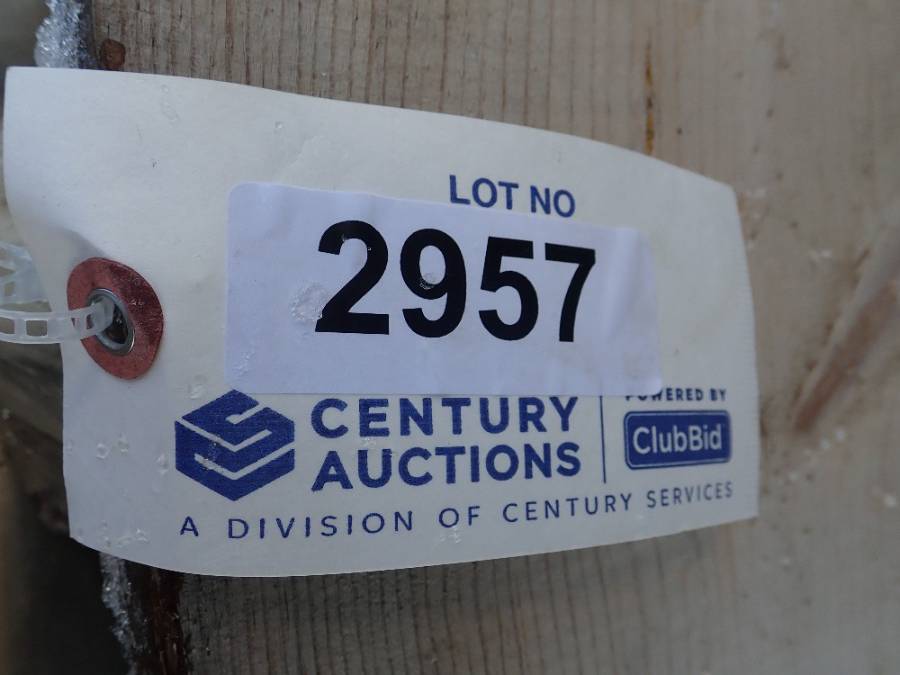 LOT NO
2957
CENTURY
AUCTIONS
POWERED BY
ClubBid
A DIVISION OF CENTURY SERVICES